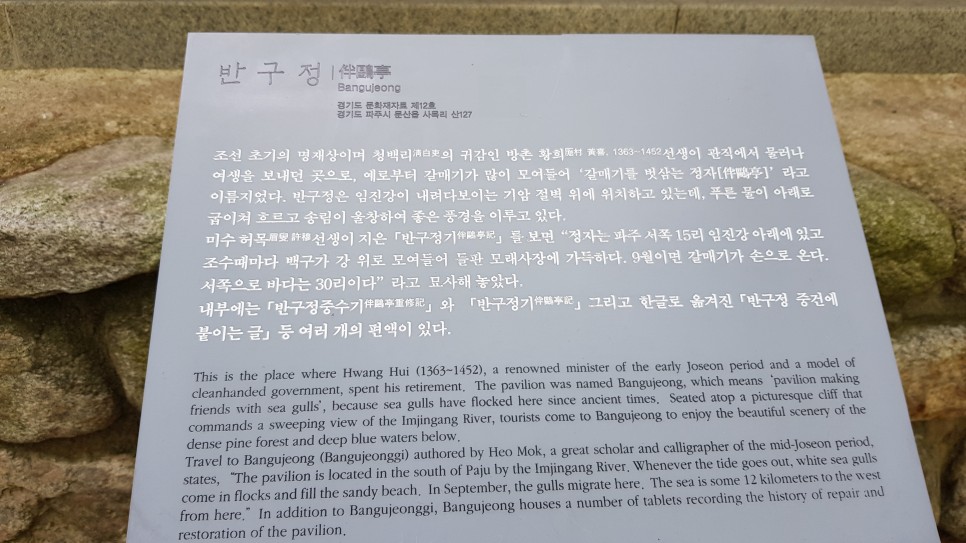 반구정 | 伴鷗亭
Bangujeong
경기도 문화재자료 제12호
경기도 파주시 문산읍 사목리 산127
조선 초기의 명재상이며 청백리淸白吏의 귀감인 방촌 황희厖村 黃喜, 1363~1452선생이 관직에서 물러나
여생을 보내던 곳으로, 예로부터 갈매기가 많이 모여들어 ‘갈매기를 벗삼는 정자[伴鷗亭]’ 라고
이름지었다. 반구정은 임진강이 내려다보이는 기암 절벽 위에 위치하고 있는데, 푸른 물이 아래로
굽이쳐 흐르고 송림이 울창하여 좋은 풍경을 이루고 있다.
미수 허목眉叟 許穆선생이 지은 「반구정기伴鷗亭記」를 보면 “정자는 파주 서쪽 15리 임진강 아래에 있고
조수때마다 백구가 강 위로 모여들어 들판 모래사장에 가득하다. 9월이면 갈매기가 손으로 온다.
서쪽으로 바다는 30리이다” 라고 묘사해 놓았다.
내부에는 「반구정중수기伴鷗亭重修記」와 「반구정기伴鷗亭記」그리고 한글로 옮겨진 「반구정 중건에
붙이는 글」등 여러 개의 편액이 있다.
This is the place where Hwang Hui (1363~1452), a renowned minister of the early Joseon period and a model of
cleanhanded government, spent his retirement. The pavilion was named Bangujeong, which means ‘pavilion making
friends with sea gulls’, because sea gulls have flocked here since ancient times. Seated atop a picturesque cliff that
commands a sweeping view of the Imjingang River, tourists come to Bangujeong to enjoy the beautiful scenery of the
dense pine forest and deep blue waters below.
Travel to Bangujeong (Bangujeonggi) authored by Heo Mok, a great scholar and calligrapher of the mid-Joseon period,
states, “The pavilion is located in the south of Paju by the Imjingang River. Whenever the tide goes out, white sea gulls
come in flocks and fill the sandy beach. In September, the gulls migrate here. The sea is some 12 kilometers to the west
from here.” In addition to Bangujeonggi, Bangujeong houses a number of tablets recording the history of repair and
restoration of the pavilion.